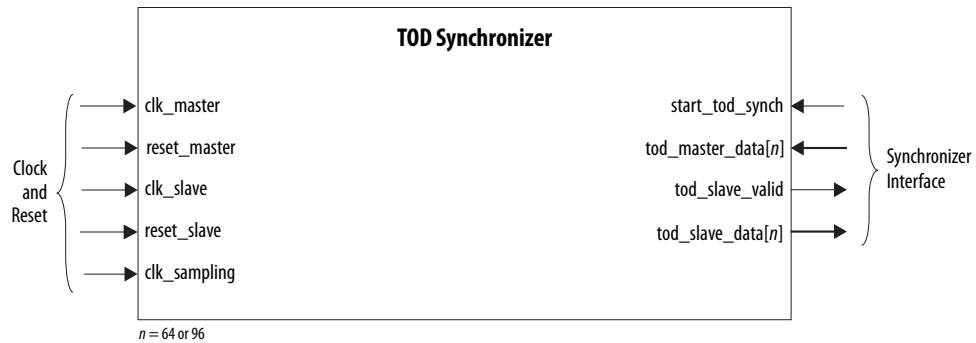 TOD Synchronizer
clk_master
reset_master
clk_slave
reset_slave
clk_sampling
Clock
and
Reset
start_tod_synch
tod_master_data[n]
tod_slave_valid
tod_slave_data[n]
Synchronizer
Interface
n = 64 or 96